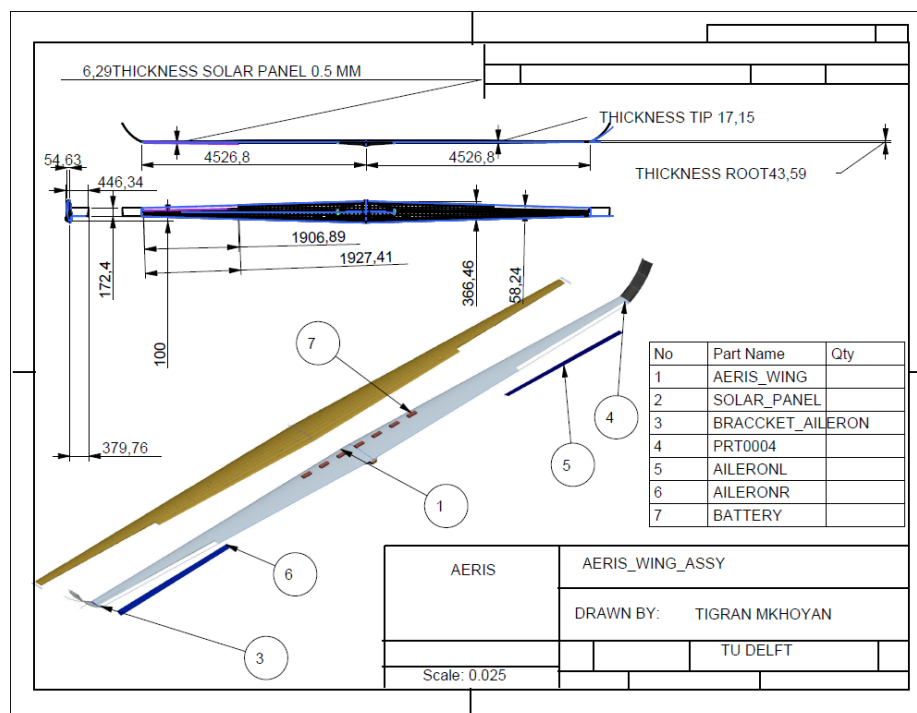 6,29THICKNESS SOLAR PANEL 0.5 MM
THICKNESS TIP 17,15
4526,8
4526,8
THICKNESS ROOT43,59
54,63
446,34
1906,89
1927,41
172,4
100
366,46
58,24
379,76
7
4
5
1
6
3
No Part Name Qty
1 AERIS_WING
2 SOLAR_PANEL
3 BRACCKET_AILERON
4 PRT0004
5 AILERONL
6 AILERONR
7 BATTERY
AERIS
AERIS_WING_ASSY
DRAWN BY: TIGRAN MKHOYAN
TU DELFT
Scale: 0.025